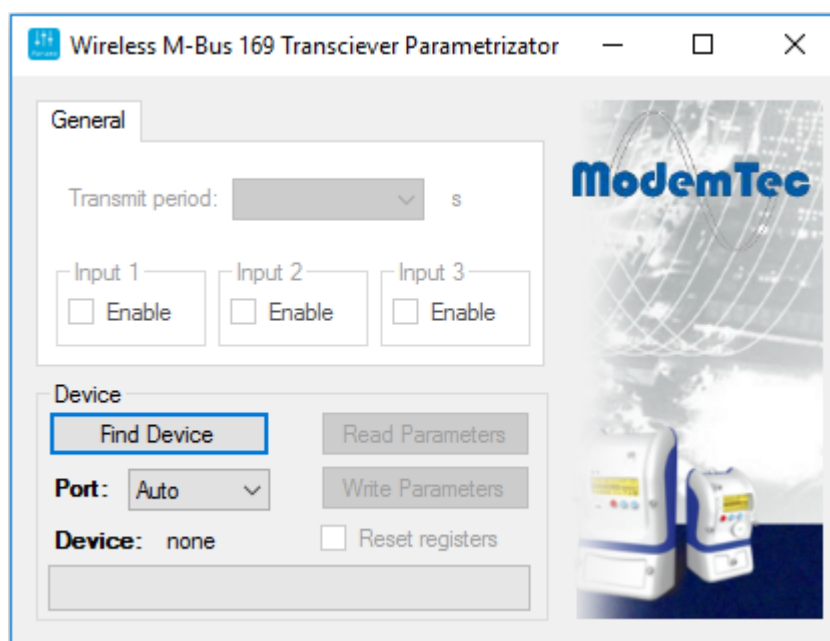 Wireless M-Bus 169 Transciever Parametrizator
General
ModemTec
Transmit period: s
Input 1 Input 2 Input 3
Enable Enable Enable
Device
Find Device Read Parameters
Port: Auto Write Parameters
Device: none Reset registers